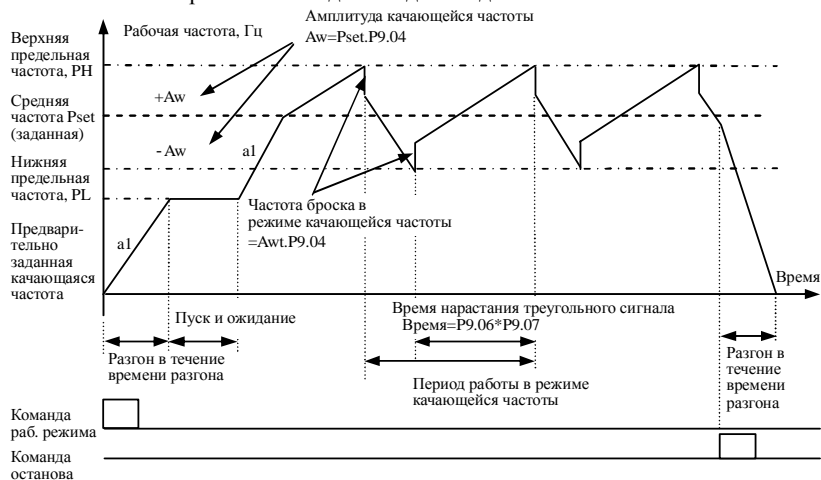 Амплитуда качающейся частоты
Aw=Pset.P9.04
Рабочая частота, Гц
Верхняя
предельная
частота, PH
+Aw
Средняя
частота Pset
(заданная)
- Aw
a1
Нижняя
предельная
частота, PL
Частота броска в
режиме качающейся частоты
=Awt.P9.04
Предвари-
тельно
заданная
качающаяся
частота
a1
Время
Время нарастания треугольного сигнала
Время=P9.06*P9.07
Пуск и ожидание
Разгон в течение
времени разгона
Период работы в режиме
качающейся частоты
Разгон в
течение
времени
разгона
Команда
раб. режима
Команда
останова